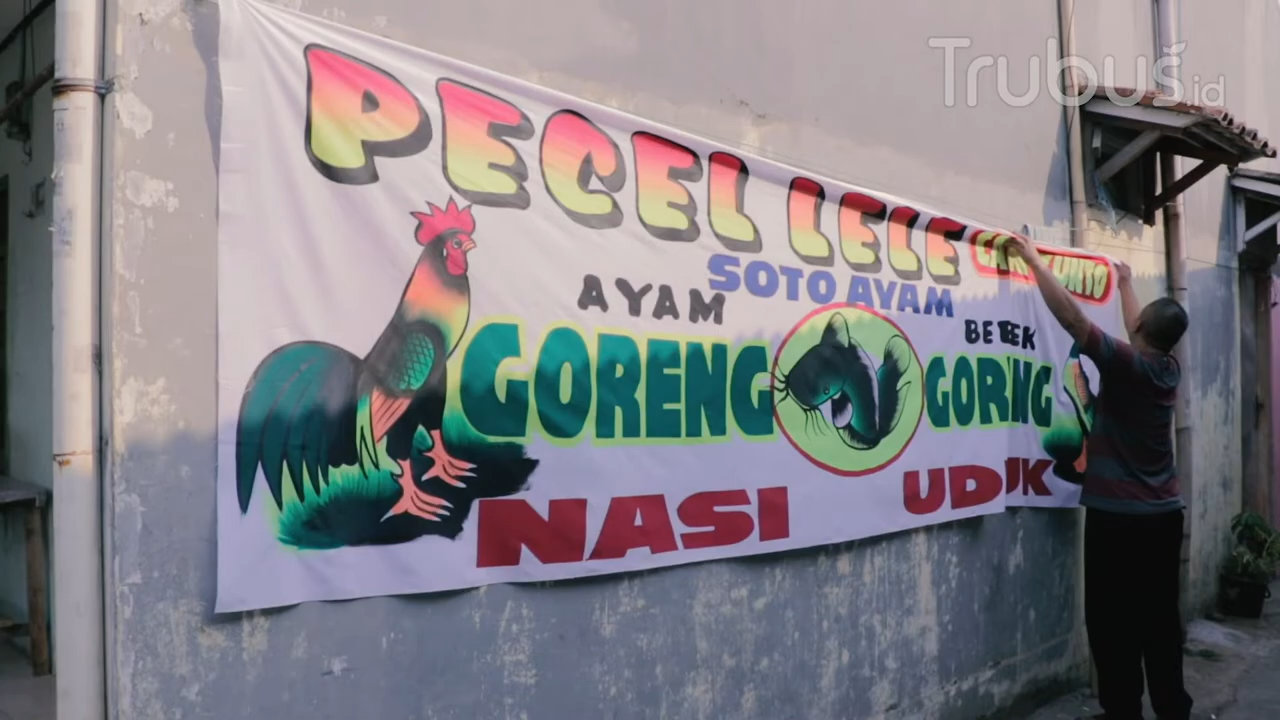 Trubus.id
PECEL LELE
SOTO AYAM
AYAM
GORENG
BEBEK
GORENG
NASI
UDUK